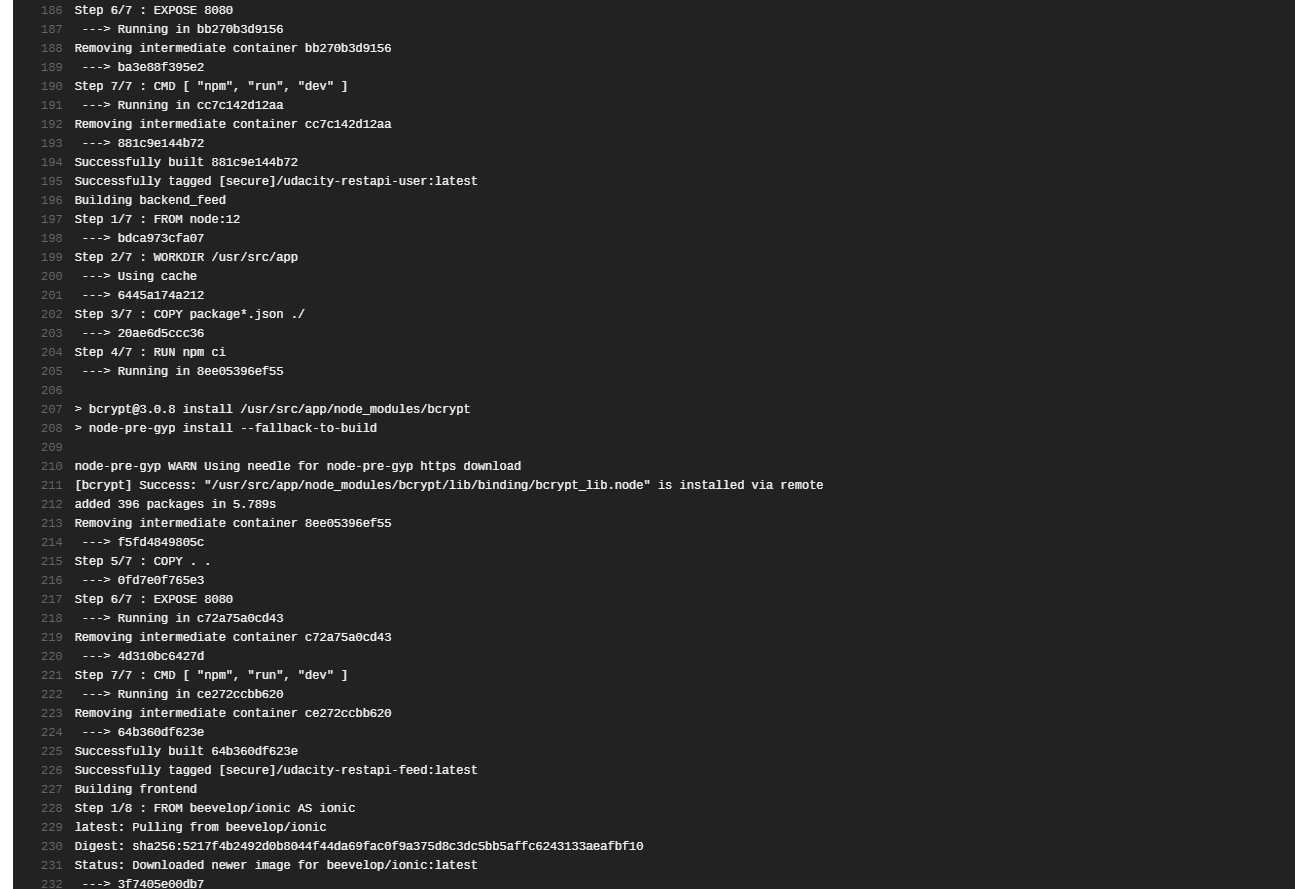 186 Step 6/7 : EXPOSE 8080
187  ---> Running in bb270b3d9156
188 Removing intermediate container bb270b3d9156
189  ---> ba3e88f395e2
190 Step 7/7 : CMD [ "npm", "run", "dev" ]
191  ---> Running in cc7c142d12aa
192 Removing intermediate container cc7c142d12aa
193  ---> 881c9e144b72
194 Successfully built 881c9e144b72
195 Successfully tagged [secure]/udacity-restapi-user:latest
196 Building backend_feed
197 Step 1/7 : FROM node:12
198  ---> bdca973cfa07
199 Step 2/7 : WORKDIR /usr/src/app
200  ---> Using cache
201  ---> 6445a174a212
202 Step 3/7 : COPY package*.json ./
203  ---> 20ae6d5ccc36
204 Step 4/7 : RUN npm ci
205  ---> Running in 8ee05396ef55
206
207 > bcrypt@3.0.8 install /usr/src/app/node_modules/bcrypt
208 > node-pre-gyp install --fallback-to-build
209
210 node-pre-gyp WARN Using needle for node-pre-gyp https download
211 [bcrypt] Success: "/usr/src/app/node_modules/bcrypt/lib/binding/bcrypt_lib.node" is installed via remote
212 added 396 packages in 5.789s
213 Removing intermediate container 8ee05396ef55
214  ---> f5fd4849805c
215 Step 5/7 : COPY . .
216  ---> 0fd7e0f765e3
217 Step 6/7 : EXPOSE 8080
218  ---> Running in c72a75a0cd43
219 Removing intermediate container c72a75a0cd43
220  ---> 4d310bc6427d
221 Step 7/7 : CMD [ "npm", "run", "dev" ]
222  ---> Running in ce272ccbb620
223 Removing intermediate container ce272ccbb620
224  ---> 64b360df623e
225 Successfully built 64b360df623e
226 Successfully tagged [secure]/udacity-restapi-feed:latest
227 Building frontend
228 Step 1/8 : FROM beevelop/ionic AS ionic
229 latest: Pulling from beevelop/ionic
230 Digest: sha256:5217f4b2492d0b8044f44da69fac0f9a375d8c3dc5bb5affc6243133aeafbf10
231 Status: Downloaded newer image for beevelop/ionic:latest
232  ---> 3f7405e00db7